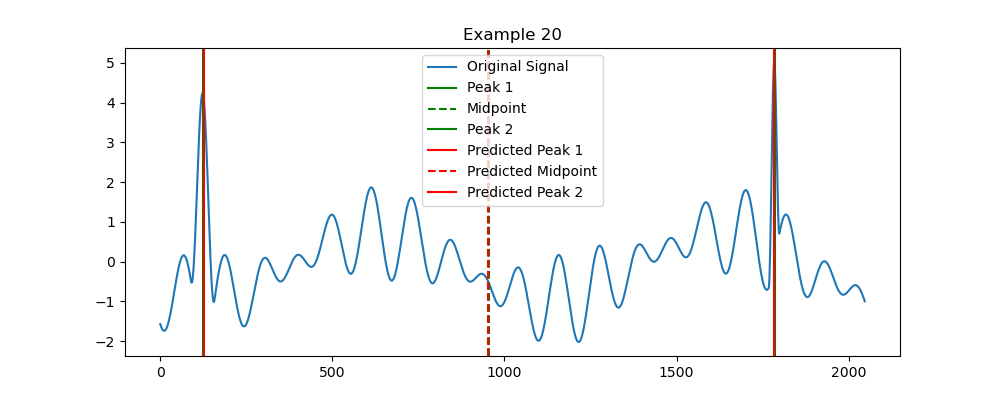 Example 20
5
4
3
2
1
0
−1
−2
Original Signal
Peak 1
Midpoint
Peak 2
Predicted Peak 1
Predicted Midpoint
Predicted Peak 2
0 500 1000 1500 2000